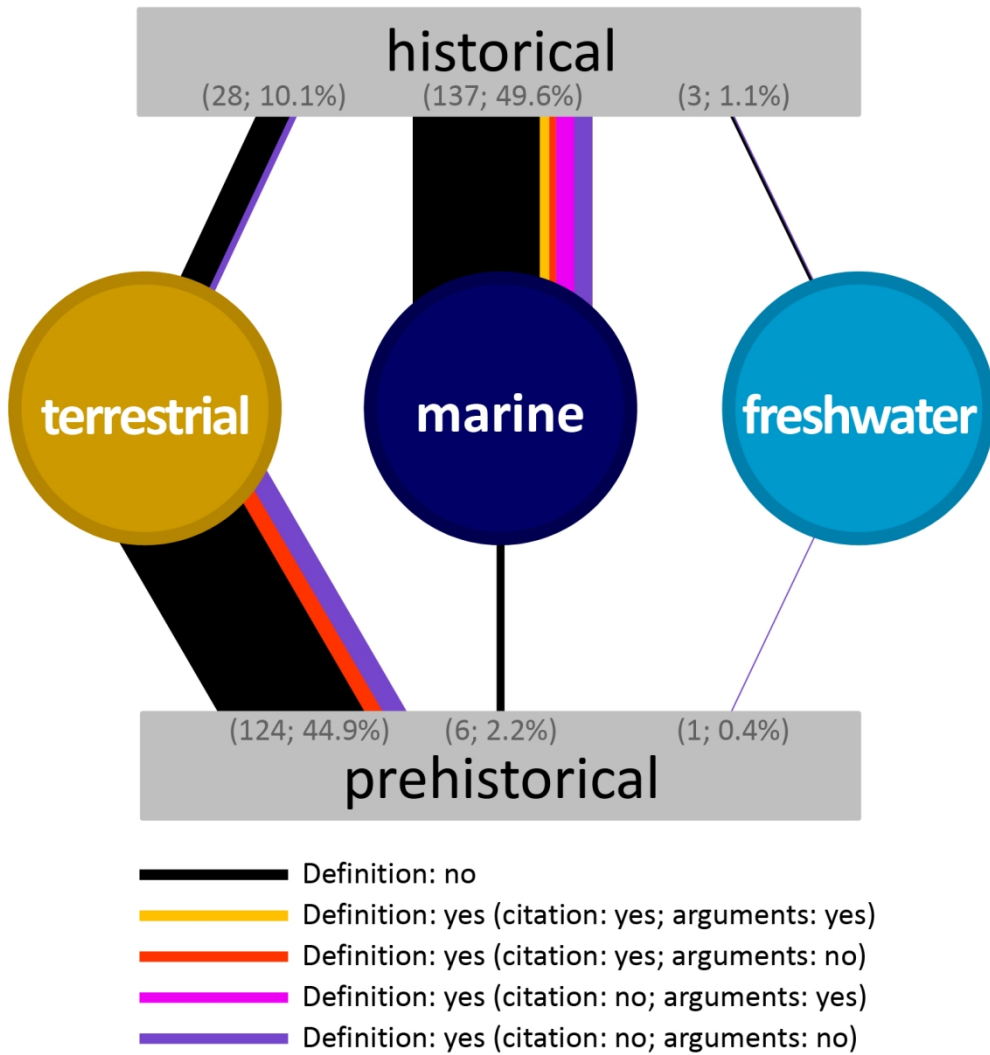 historical
(28; 10.1%) (137; 49.6%) (3; 1.1%)
terrestrial marine freshwater
(124; 44.9%) (6; 2.2%) (1; 0.4%)
prehistorical
Definition: no
Definition: yes (citation: yes; arguments: yes)
Definition: yes (citation: yes; arguments: no)
Definition: yes (citation: no; arguments: yes)
Definition: yes (citation: no; arguments: no)